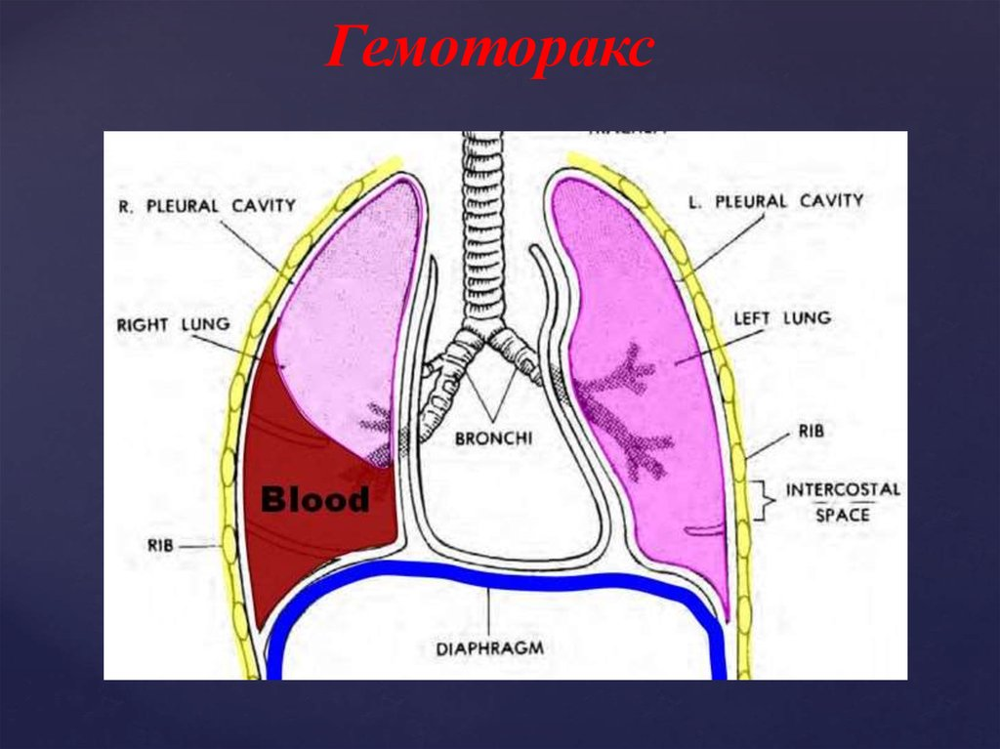 Гемоторакс
R. PLEURAL CAVITY
L. PLEURAL CAVITY
RIGHT LUNG
LEFT LUNG
BRONCHI
RIB
INTERCOSTAL
SPACE
Blood
RIB
DIAPHRAGM